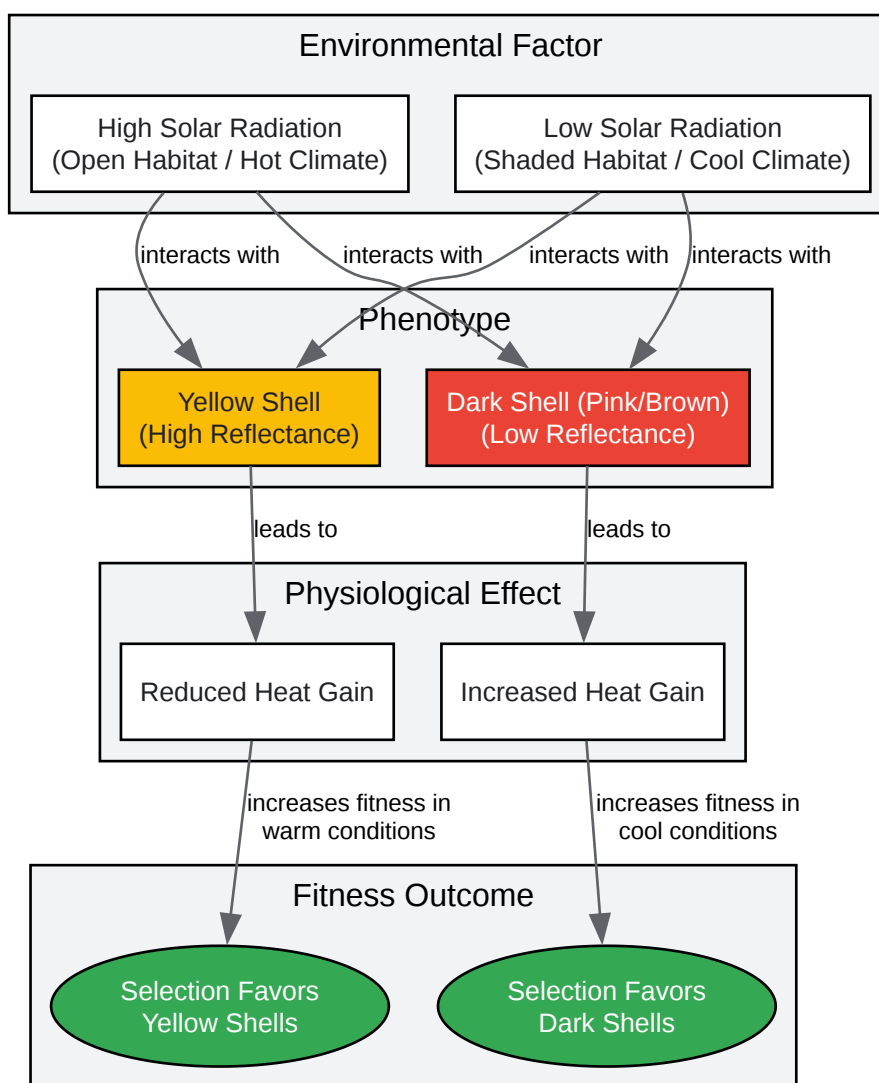 Environmental Factor
High Solar Radiation
(Open Habitat / Hot Climate)
Low Solar Radiation
(Shaded Habitat / Cool Climate)
interacts with
interacts with
interacts with
interacts with
Phenotype
Yellow Shell
(High Reflectance)
Dark Shell (Pink/Brown)
(Low Reflectance)
leads to
leads to
Physiological Effect
Reduced Heat Gain
Increased Heat Gain
increases fitness in
warm conditions
increases fitness in
cool conditions
Fitness Outcome
Selection Favors
Yellow Shells
Selection Favors
Dark Shells